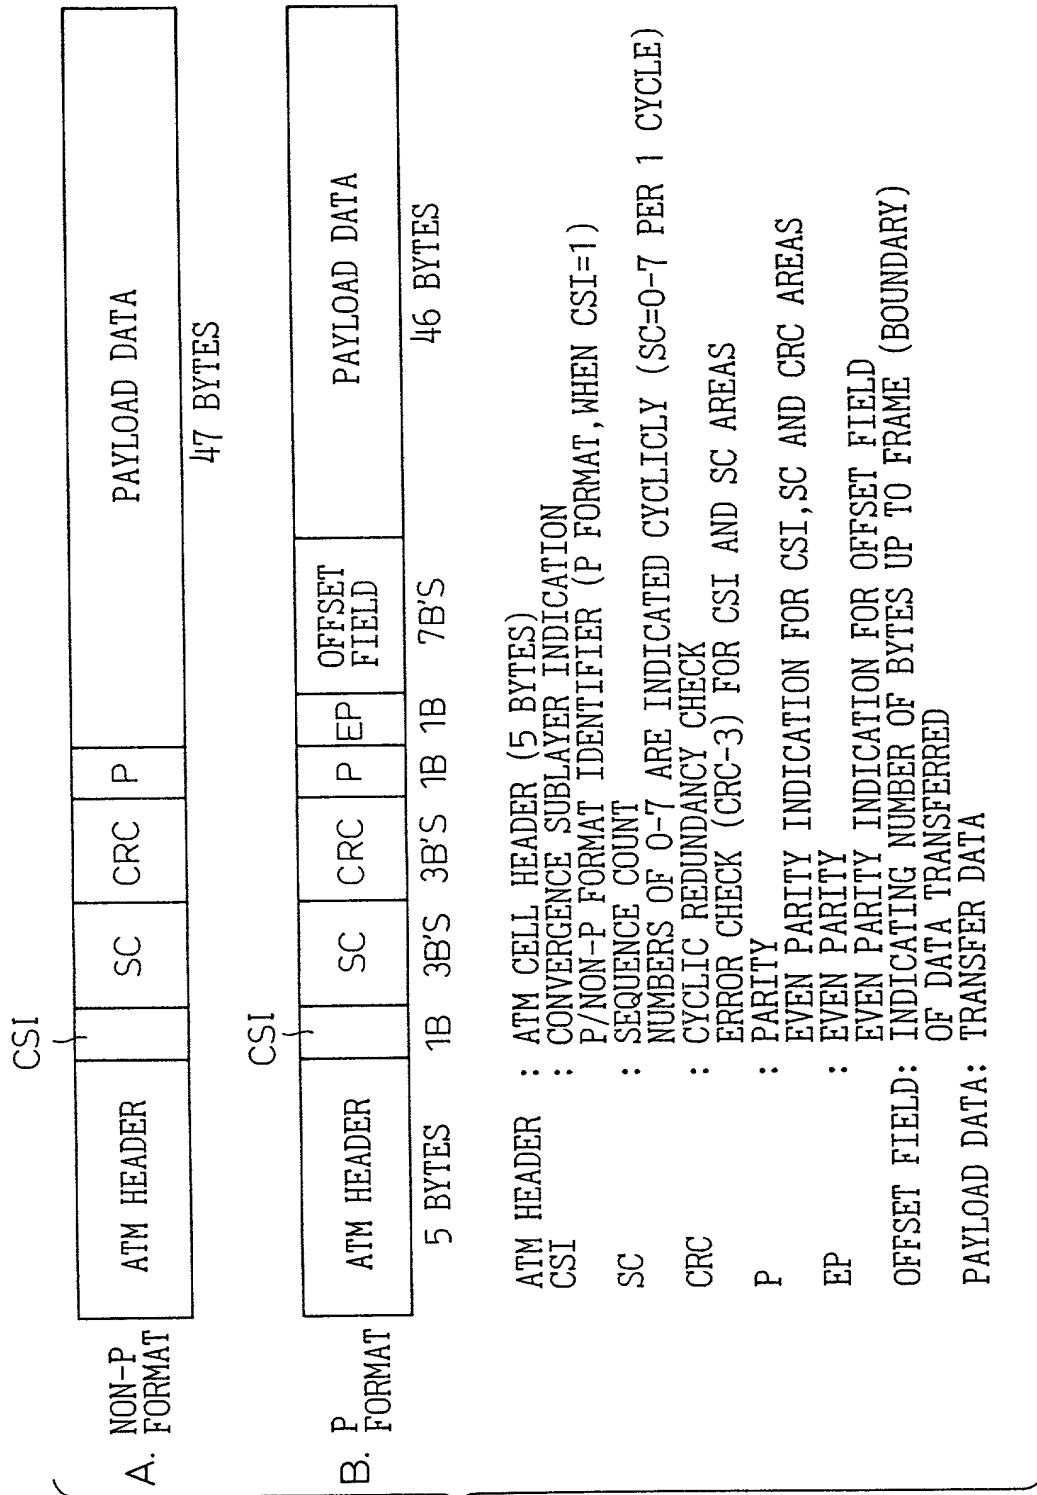 A. NON-P
FORMAT
CSI
ATM HEADER
SC
CRC
P
PAYLOAD DATA
47 BYTES
B. P
FORMAT
CSI
ATM HEADER
SC
CRC
P
EP
OFFSET
FIELD
PAYLOAD DATA
5 BYTES
1B
3B'S
3B'S
1B
1B
7B'S
46 BYTES
ATM HEADER : ATM CELL HEADER (5 BYTES)
CSI : CONVERGENCE SUBLAYER INDICATION
P/NON-P FORMAT IDENTIFIER (P FORMAT,WHEN CSI=1)
SC : SEQUENCE COUNT
NUMBERS OF 0-7 ARE INDICATED CYCLICLY (SC=0-7 PER 1 CYCLE)
CRC : CYCLIC REDUNDANCY CHECK
ERROR CHECK (CRC-3) FOR CSI AND SC AREAS
P : PARITY
EVEN PARITY INDICATION FOR CSI,SC AND CRC AREAS
EP : EVEN PARITY
EVEN PARITY INDICATION FOR OFFSET FIELD
OFFSET FIELD: INDICATING NUMBER OF BYTES UP TO FRAME (BOUNDARY)
OF DATA TRANSFERRED
PAYLOAD DATA: TRANSFER DATA